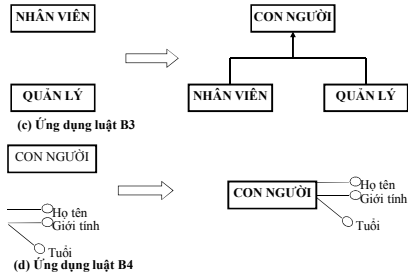 NHÂN VIÊN
CON NGƯỜI
QUẢN LÝ
NHÂN VIÊN
QUẢN LÝ
(c) Ứng dụng luật B3
CON NGƯỜI
Họ tên
Giới tính
Tuổi
CON NGƯỜI
Họ tên
Giới tính
Tuổi
(d) Ứng dụng luật B4